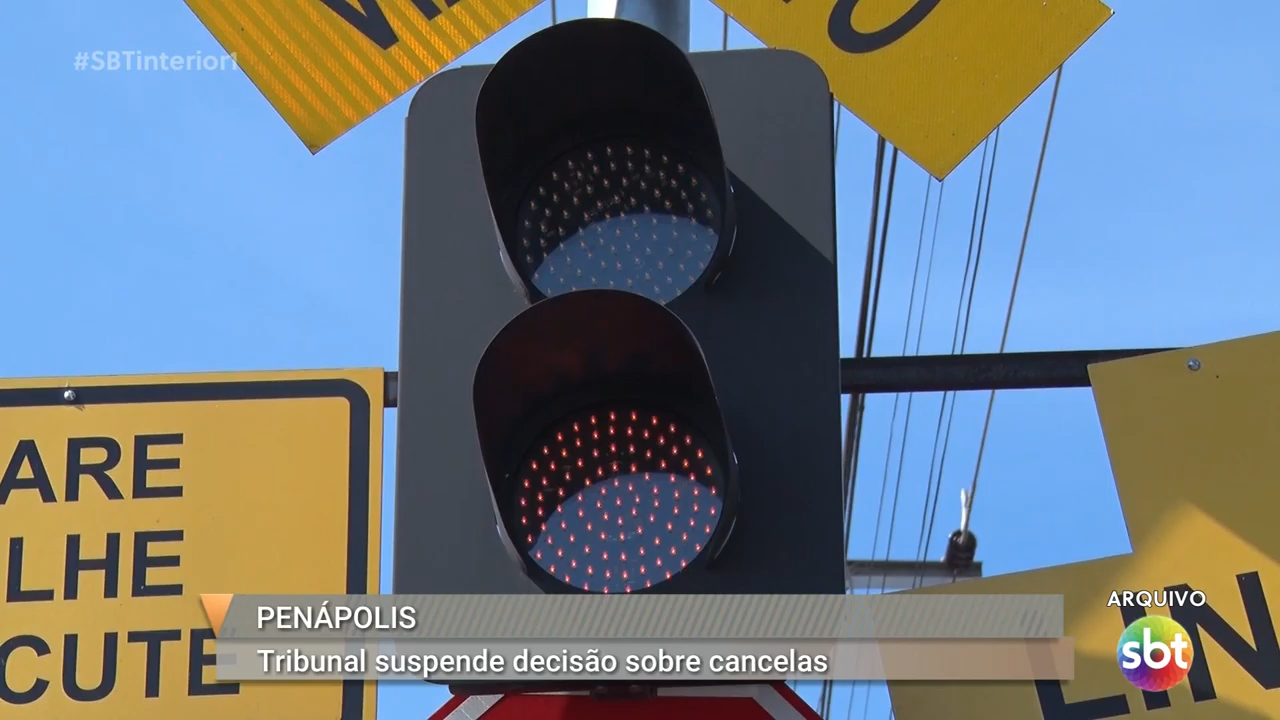 #SBTinterior1
ARE
LHE
CUTE
PENÁPOLIS
Tribunal suspende decisão sobre cancelas
ARQUIVO
sbt